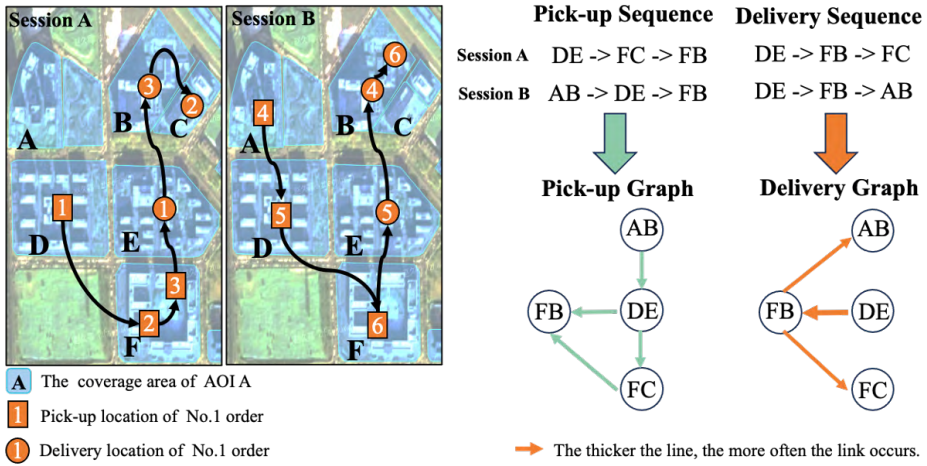 Session A
A
B
C
D
E
F
1
2
3
1
3
2
Session B
A
B
C
D
E
F
4
5
6
5
4
6
A The coverage area of AOI A
1 Pick-up location of No.1 order
1 Delivery location of No.1 order
Pick-up Sequence
Session A DE -> FC -> FB
Session B AB -> DE -> FB
Pick-up Graph
AB
FB DE
FC
Delivery Sequence
DE -> FB -> FC
DE -> FB -> AB
Delivery Graph
AB
FB DE
FC
The thicker the line, the more often the link occurs.